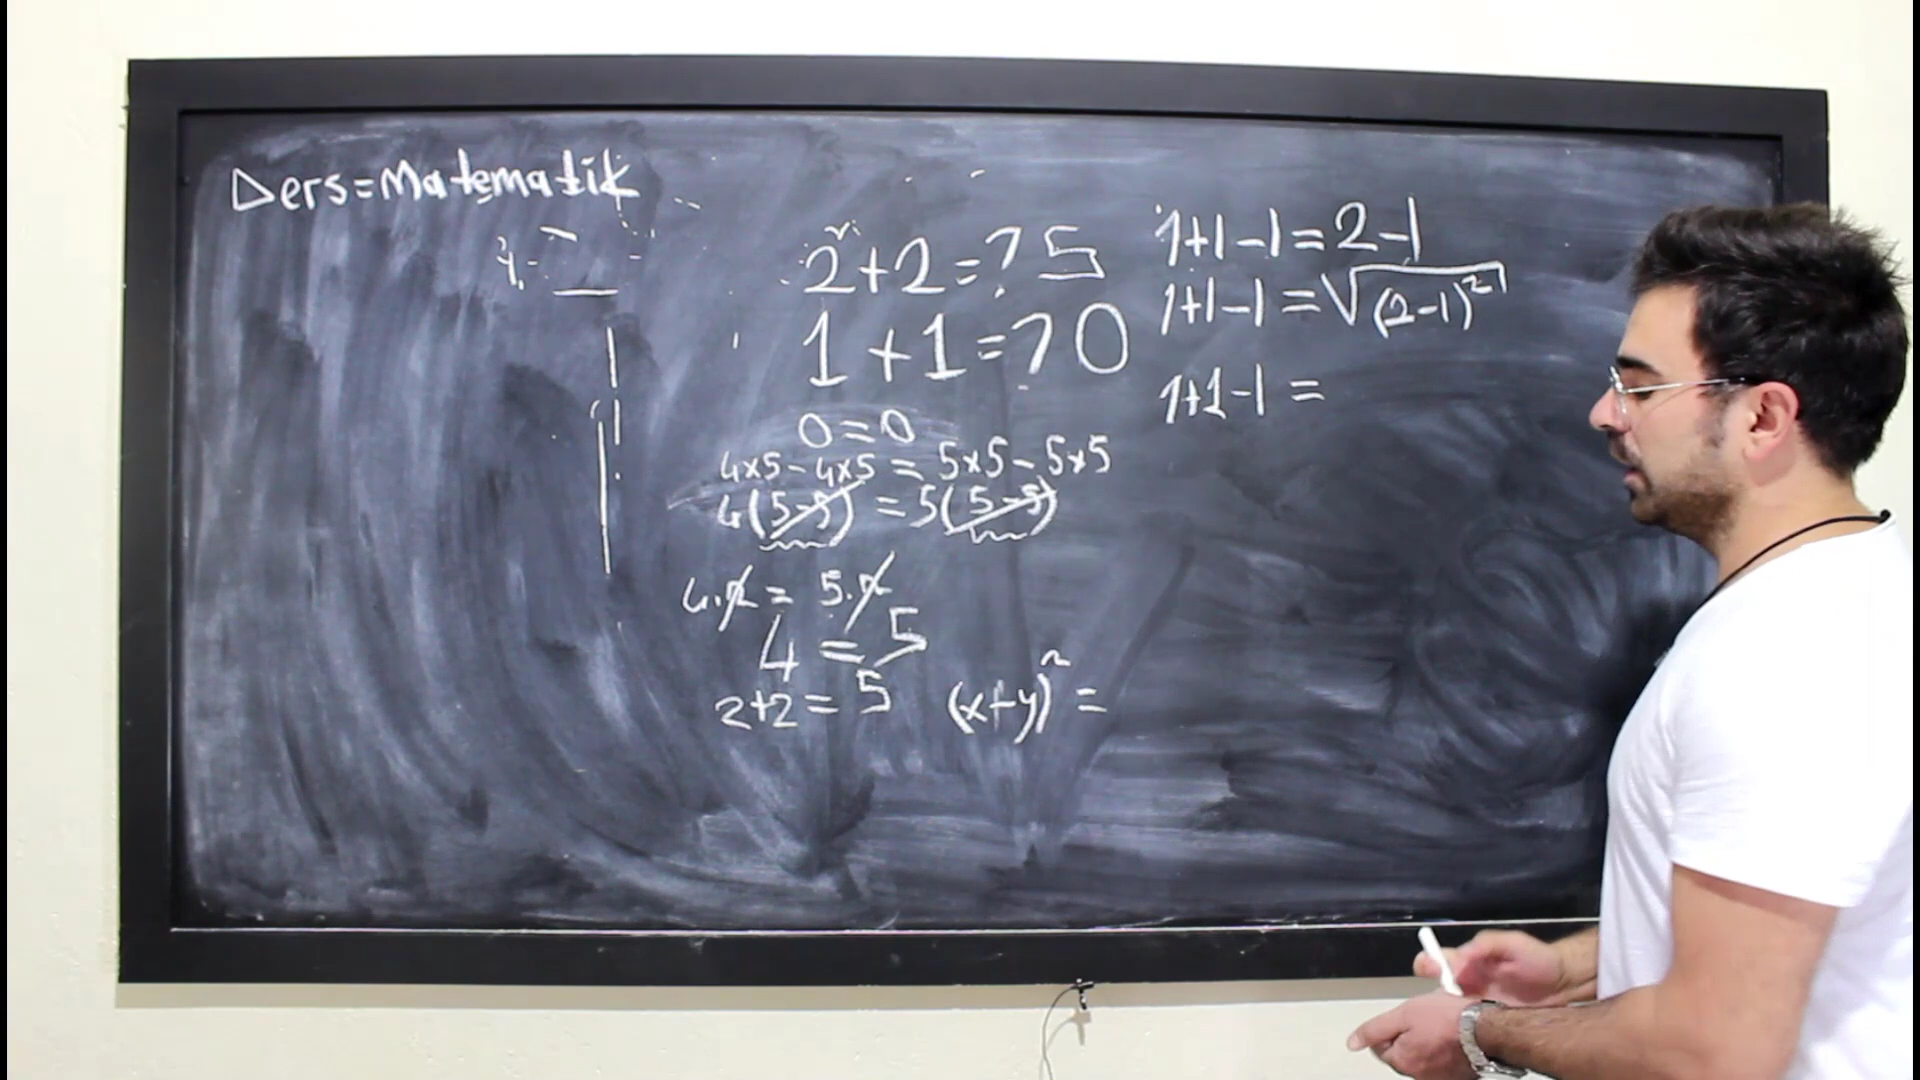 Ders=Matematik
2+2=? 5
1+1=?0
0=0
4x5-4x5=5x5-5x5
4(5-5)=5(5-5)
4.x=5.x
4=5
2+2=5
(x+y)²=
1+1-1=2-1
1+1-1=√(2-1)²
1+1-1=